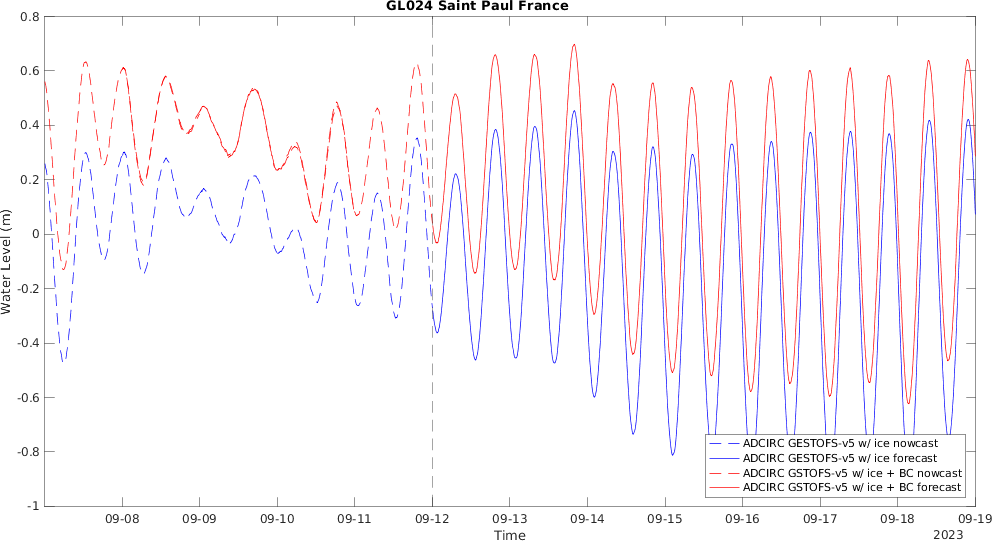 GL024 Saint Paul France
0.8
0.6
0.4
0.2
0
-0.2
-0.4
-0.6
-0.8
-1
Water Level (m)
ADCIRC GESTOFS-v5 w/ ice nowcast
ADCIRC GESTOFS-v5 w/ ice forecast
ADCIRC GSTOFS-v5 w/ ice + BC nowcast
ADCIRC GSTOFS-v5 w/ ice + BC forecast
09-08 09-09 09-10 09-11 09-12 09-13 09-14 09-15 09-16 09-17 09-18 09-19
Time
2023